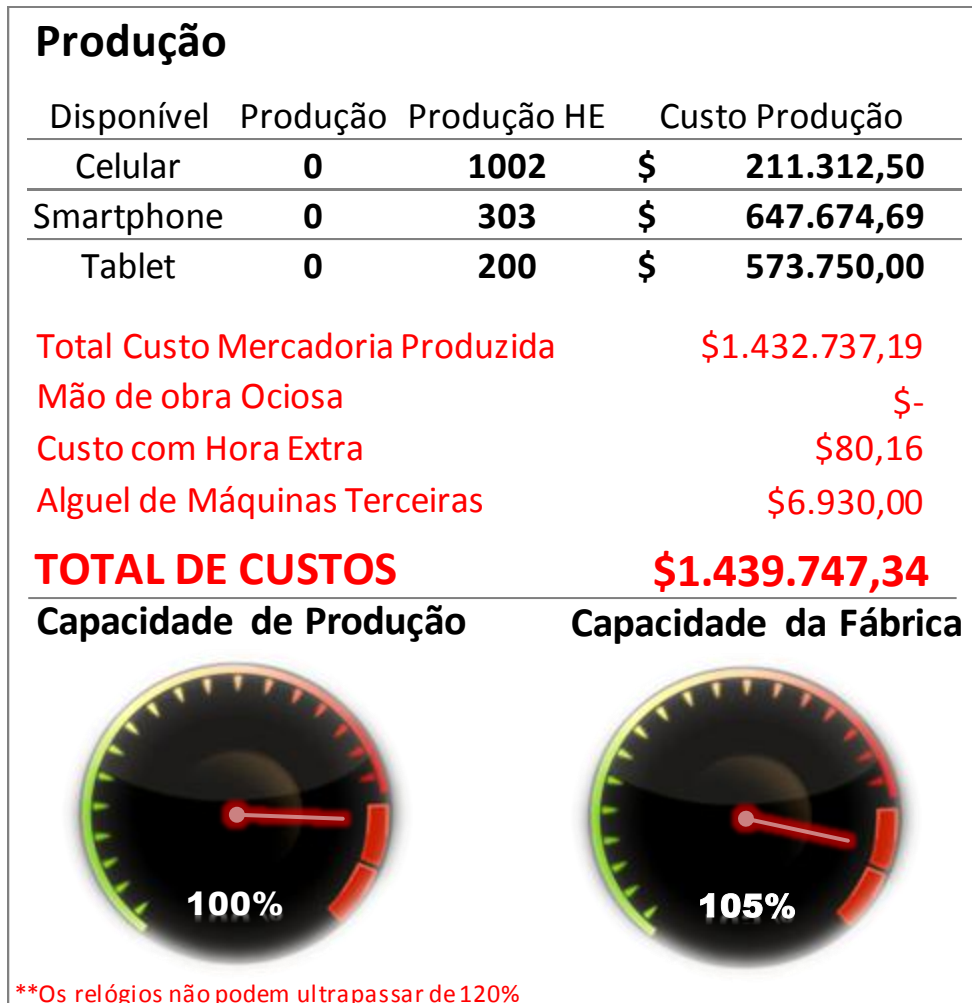 Produção
Disponível Produção Produção HE Custo Produção
Celular 0 1002 $ 211.312,50
Smartphone 0 303 $ 647.674,69
Tablet 0 200 $ 573.750,00
Total Custo Mercadoria Produzida $1.432.737,19
Mão de obra Ociosa $-
Custo com Hora Extra $80,16
Alguel de Máquinas Terceiras $6.930,00
TOTAL DE CUSTOS $1.439.747,34
Capacidade de Produção Capacidade da Fábrica
100% 105%
**Os relógios não podem ultrapassar de 120%